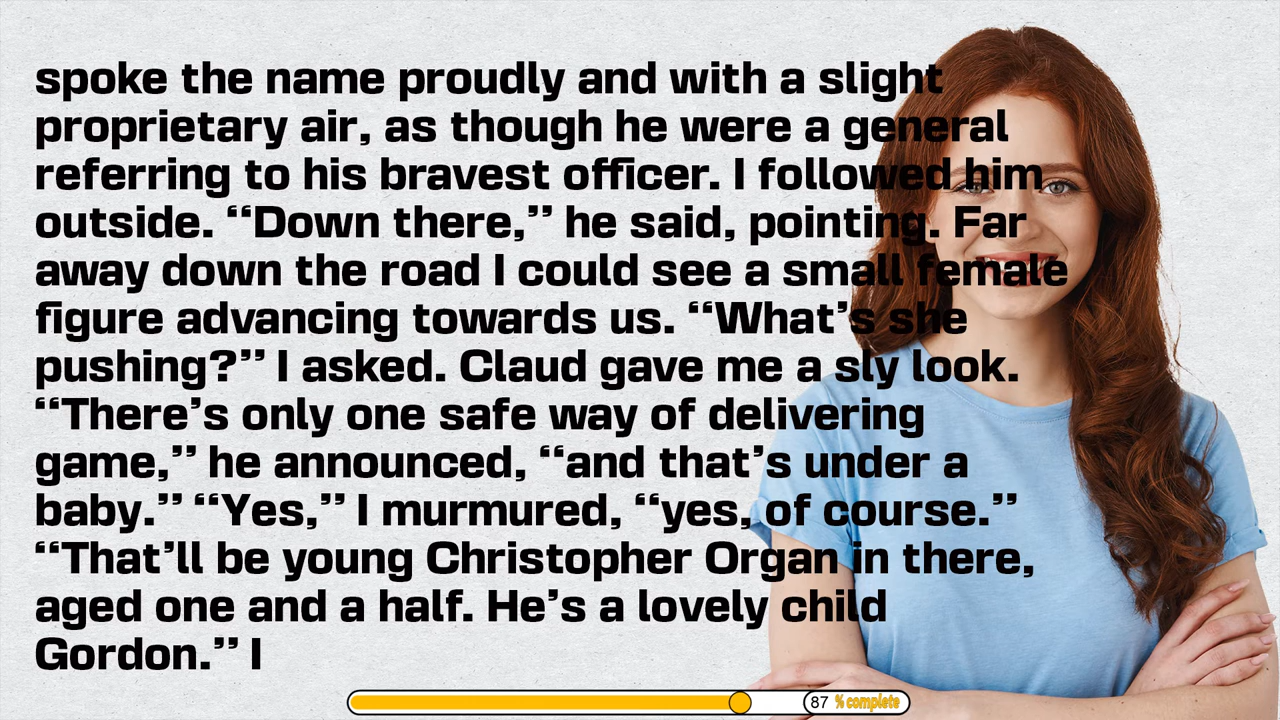 spoke the name proudly and with a slight
proprietary air, as though he were a general
referring to his bravest officer. I followed him
outside. “Down there,” he said, pointing. Far
away down the road I could see a small female
figure advancing towards us. “What’s she
pushing?” I asked. Claud gave me a sly look.
“There’s only one safe way of delivering
game,” he announced, “and that’s under a
baby.” “Yes,” I murmured, “yes, of course.”
“That’ll be young Christopher Organ in there,
aged one and a half. He’s a lovely child
Gordon.” I
87 % complete